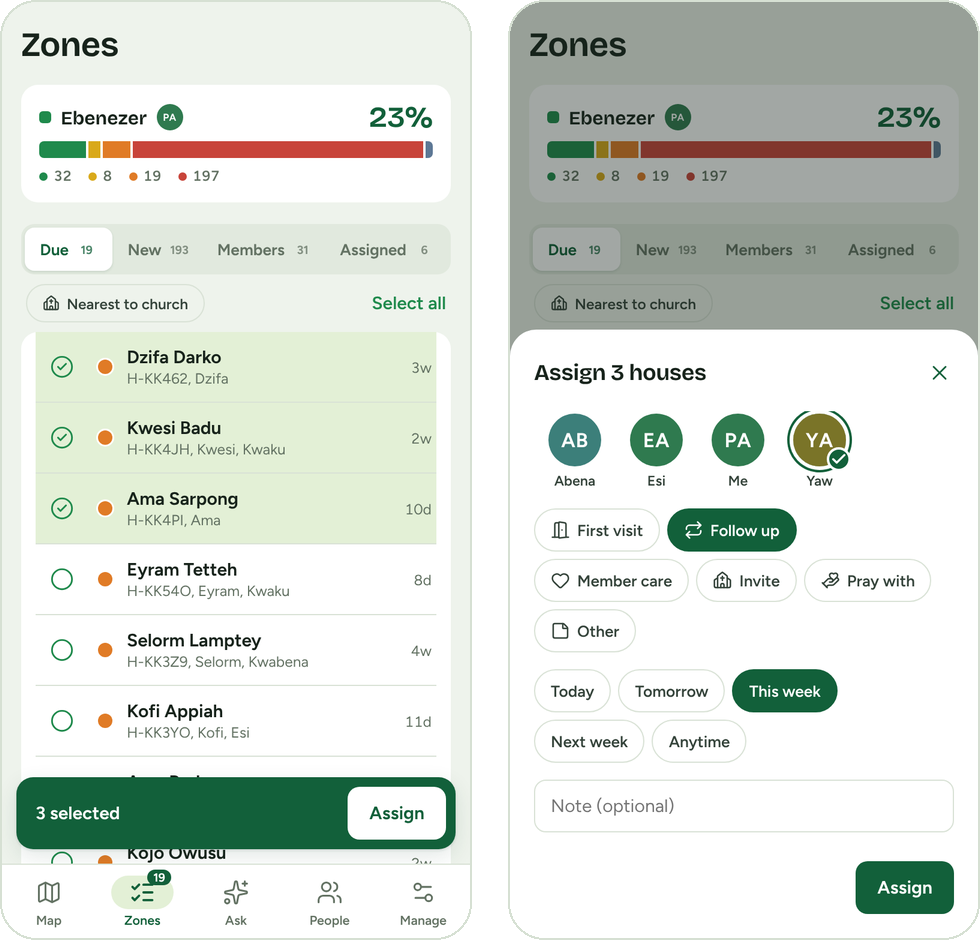 Zones
Ebenezer PA 23%
32 8 19 197
Due 19 New 193 Members 31 Assigned 6
Nearest to church Select all
Dzifa Darko
H-KK462, Dzifa 3w
Kwesi Badu
H-KK4JH, Kwesi, Kwaku 2w
Ama Sarpong
H-KK4PI, Ama 10d
Eyram Tetteh
H-KK54O, Eyram, Kwaku 8d
Selorm Lamptey
H-KK3Z9, Selorm, Kwabena 4w
Kofi Appiah
H-KK3YO, Kofi, Esi 11d
3 selected Assign
Kojo Owusu 2w
19
Map Zones Ask People Manage
Zones
Ebenezer PA 23%
32 8 19 197
Due 19 New 193 Members 31 Assigned 6
Nearest to church Select all
Assign 3 houses
AB EA PA YA
Abena Esi Me Yaw
First visit Follow up
Member care Invite Pray with
Other
Today Tomorrow This week
Next week Anytime
Note (optional)
Assign